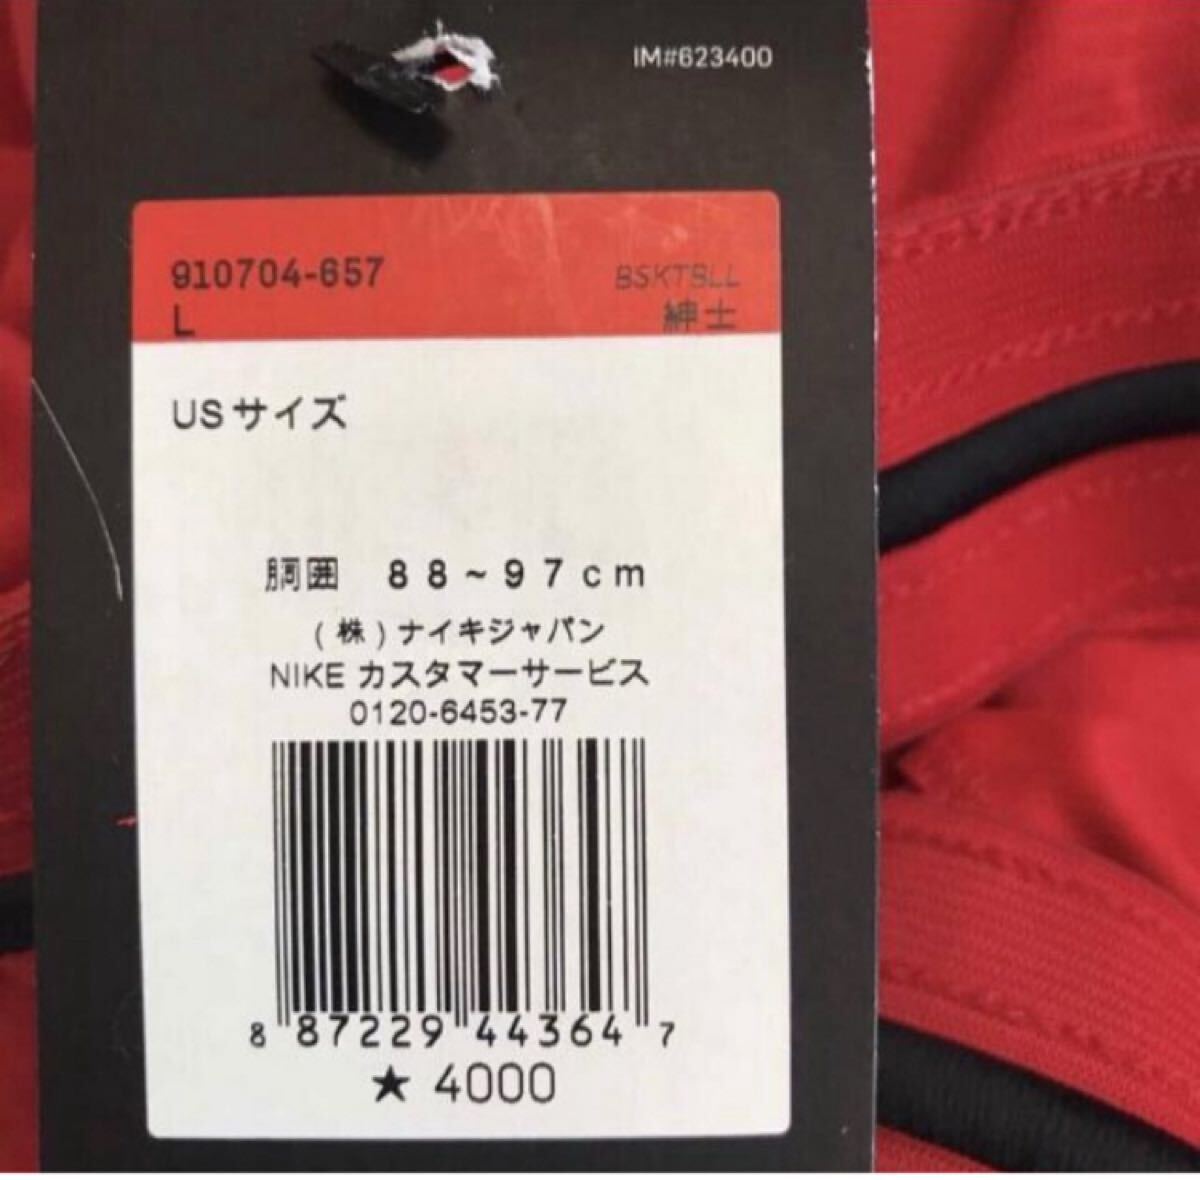 IM#623400
910704-657 BSKTBLL
L 紳士
USサイズ
胴囲 88~97cm
(株)ナイキジャパン
NIKE カスタマーサービス
0120-6453-77
8 87229 44364 7
★ 4000